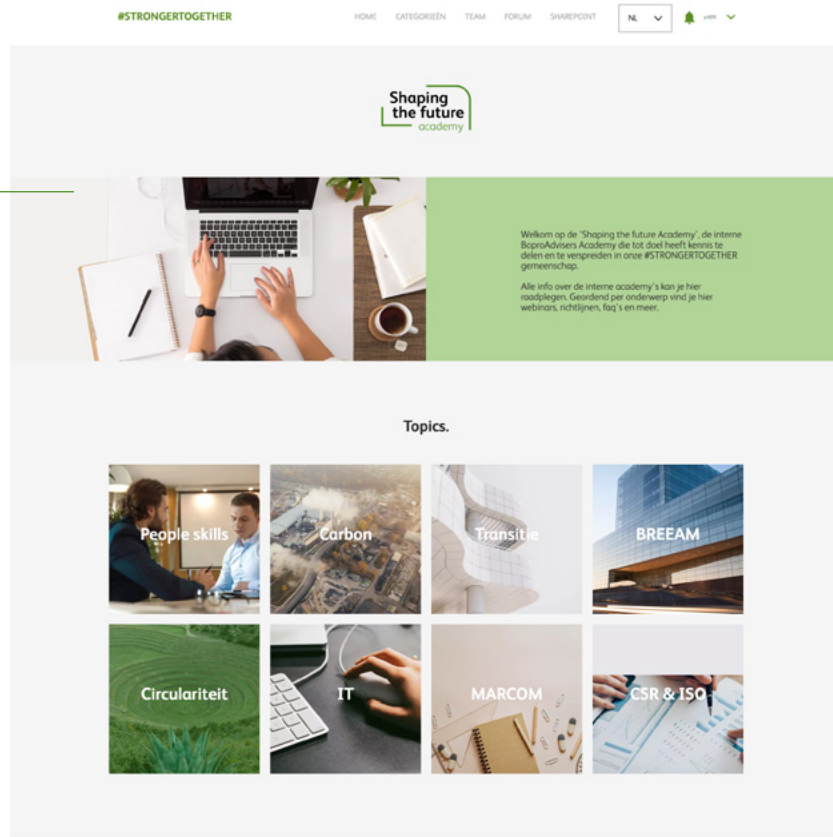 #STRONGERTOGETHER
HOME CATEGORIEËN TEAM FORUM SHAREPOINT NL
Shaping
the future
academy
Welkom op de "Shaping the future Academy', de interne
BoproAdvisers Academy die tot doel heeft kennis te
delen en te verspreiden in onze #STRONGERTOGETHER
gemeenschap.
Alle info over de interne academy's kan je hier
raadplegen. Geordend per onderwerp vind je hier
webinars, richtlijnen, faq's en meer.
Topics.
People skills
Carbon
Transitie
BREEAM
Circulariteit
IT
MARCOM
CSR & ISO